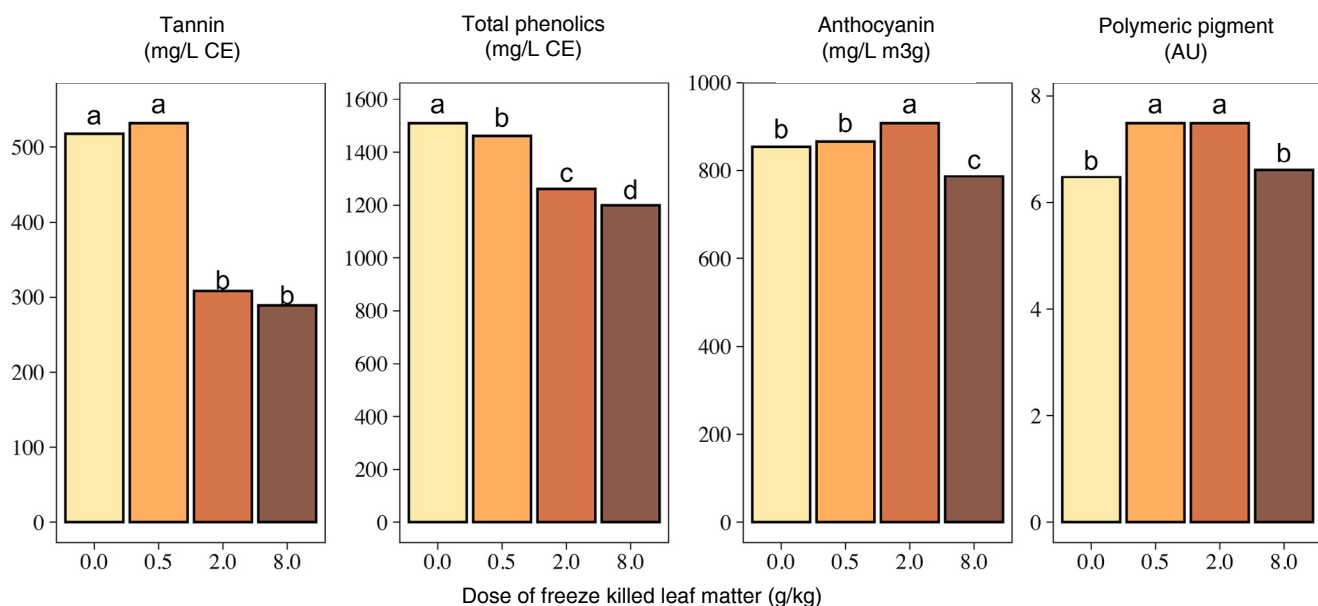 Tannin
(mg/L CE)
500
400
300
200
100
0
a
a
b
b
0.0 0.5 2.0 8.0
Total phenolics
(mg/L CE)
1600
1400
1200
1000
800
600
400
200
0
a
b
c
d
0.0 0.5 2.0 8.0
Anthocyanin
(mg/L m3g)
1000
800
600
400
200
0
b
b
a
c
0.0 0.5 2.0 8.0
Polymeric pigment
(AU)
8
6
4
2
0
b
a
a
b
0.0 0.5 2.0 8.0
Dose of freeze killed leaf matter (g/kg)